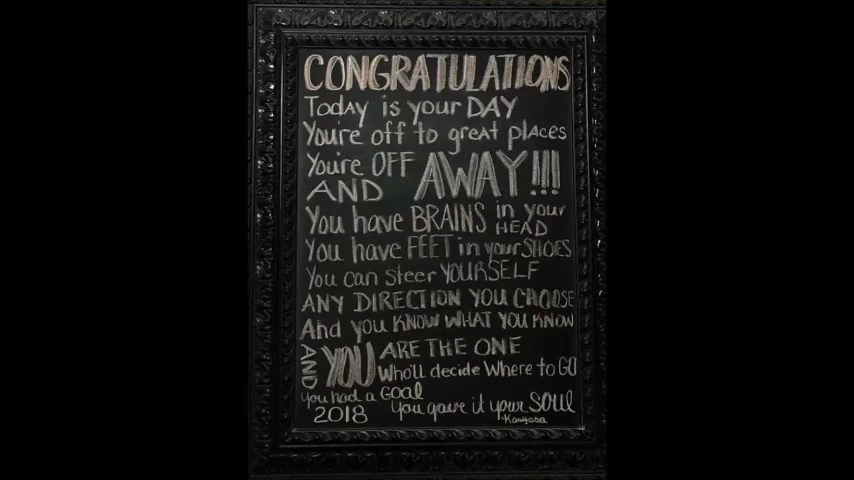 CONGRATULATIONS
Today is your DAY
You're off to great places
You're OFF
AND AWAY!!!
You have BRAINS in your HEAD
You have FEET in your SHOES
You can steer YOURSELF
ANY DIRECTION YOU CHOOSE
And you KNOW WHAT YOU KNOW
AND YOU ARE THE ONE
Who'll decide Where to GO
You had a GOAL
2018 You gave it your SOUL